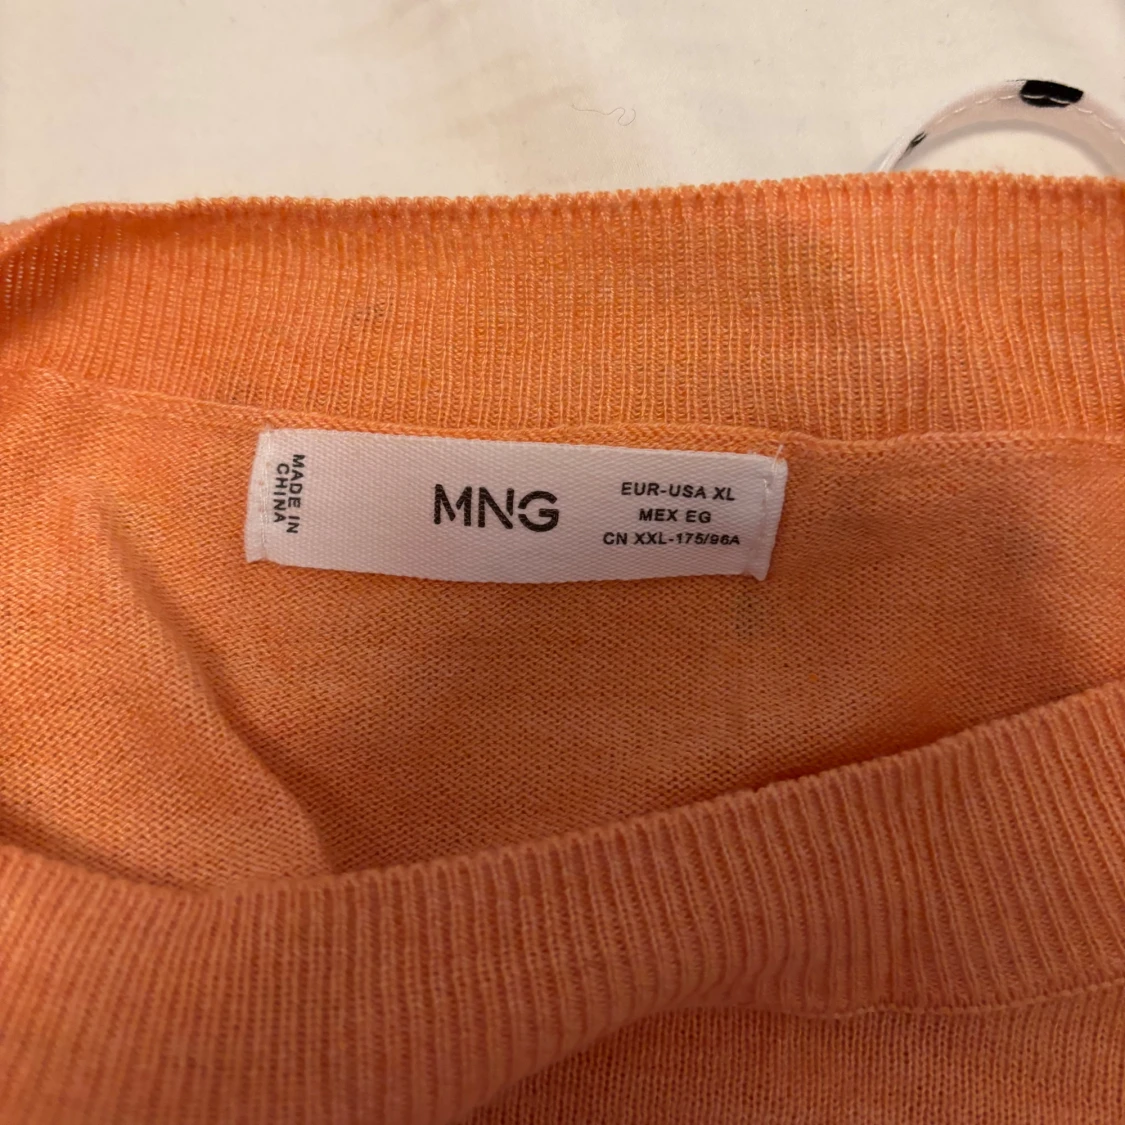 MADE IN
CHINA
MNG
EUR-USA XL
MEX EG
CN XXL-175/96A